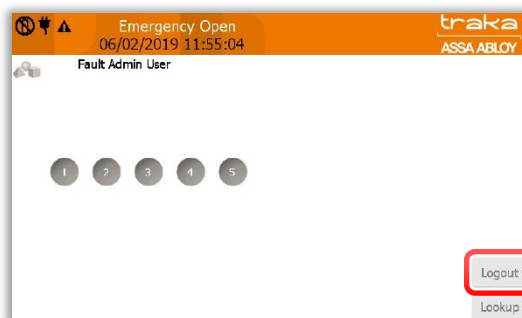 Emergency Open
traka
06/02/2019 11:55:04
ASSA ABLOY
Fault Admin User
1 2 3 4 5
Logout
Lookup